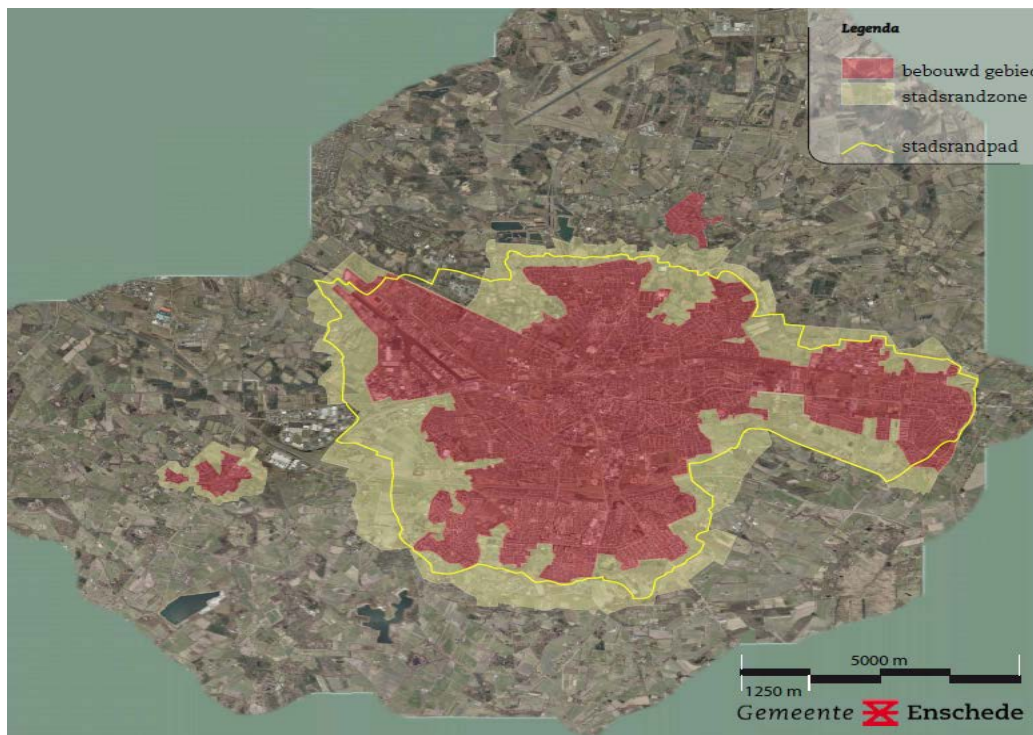 Legenda
bebouwd gebied
stadsrandzone
stadsrandpad
5000 m
1250 m
Gemeente Enschede